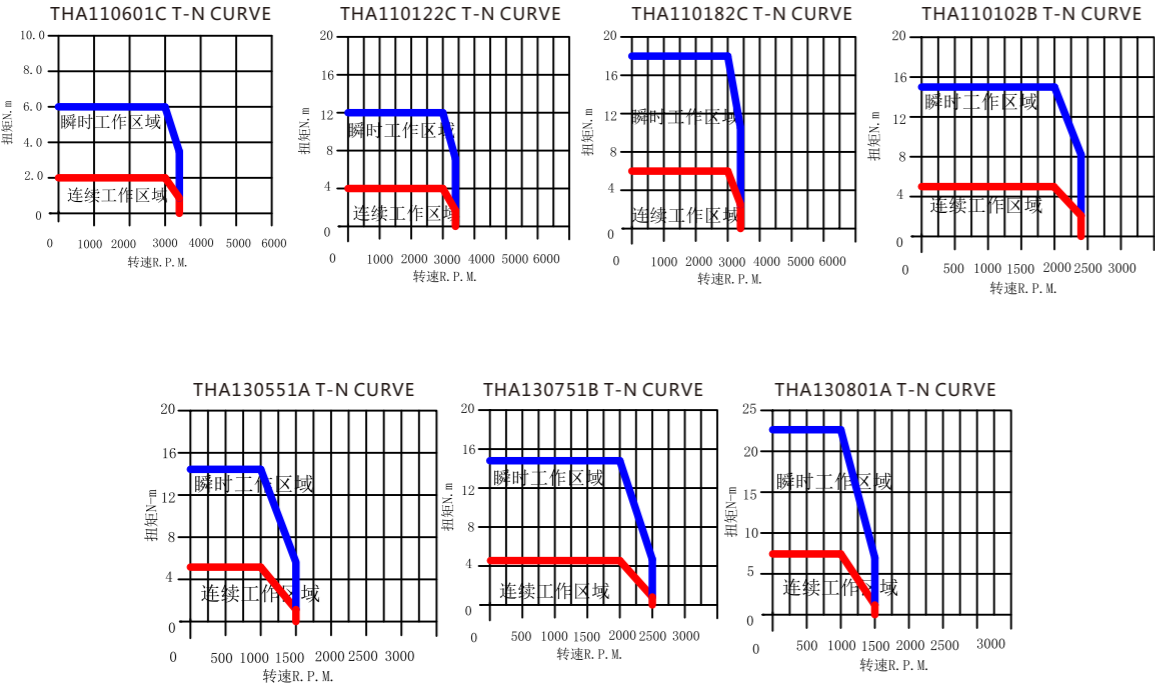 THA110601C T-N CURVE
10.0
8.0
6.0
4.0
2.0
0
扭矩N.m
瞬时工作区域
连续工作区域
0 1000 2000 3000 4000 5000 6000
转速R.P.M.
THA110122C T-N CURVE
20
16
12
8
4
0
扭矩N.m
瞬时工作区域
连续工作区域
0 1000 2000 3000 4000 5000 6000
转速R.P.M.
THA110182C T-N CURVE
20
16
12
8
4
0
扭矩N.m
瞬时工作区域
连续工作区域
0 1000 2000 3000 4000 5000 6000
转速R.P.M.
THA110102B T-N CURVE
20
16
12
8
4
0
扭矩N.m
瞬时工作区域
连续工作区域
0 500 1000 1500 2000 2500 3000
转速R.P.M.
THA130551A T-N CURVE
20
16
12
8
4
0
扭矩N-m
瞬时工作区域
连续工作区域
0 500 1000 1500 2000 2500 3000
转速R.P.M.
THA130751B T-N CURVE
20
16
12
8
4
0
扭矩N.m
瞬时工作区域
连续工作区域
0 500 1000 1500 2000 2500 3000
转速R.P.M.
THA130801A T-N CURVE
25
20
15
10
5
0
扭矩N-m
瞬时工作区域
连续工作区域
0 500 1000 1500 2000 2500 3000
转速R.P.M.